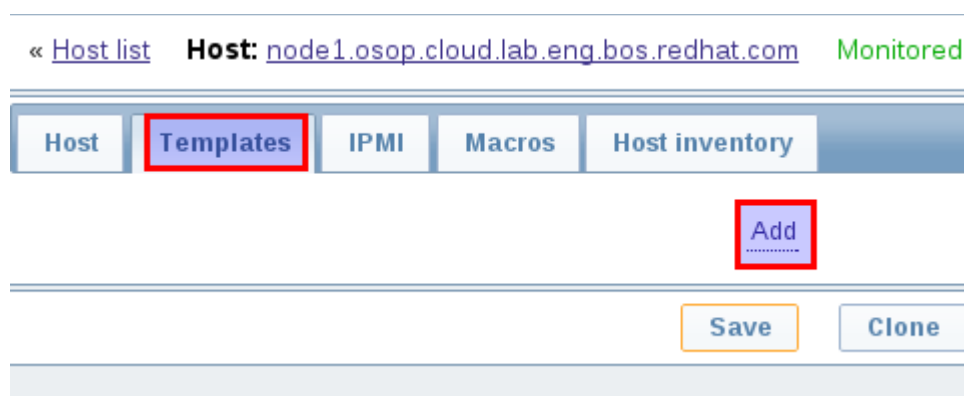 « Host list Host: node1.osop.cloud.lab.eng.bos.redhat.com Monitored
Host Templates IPMI Macros Host inventory
Add
Save Clone